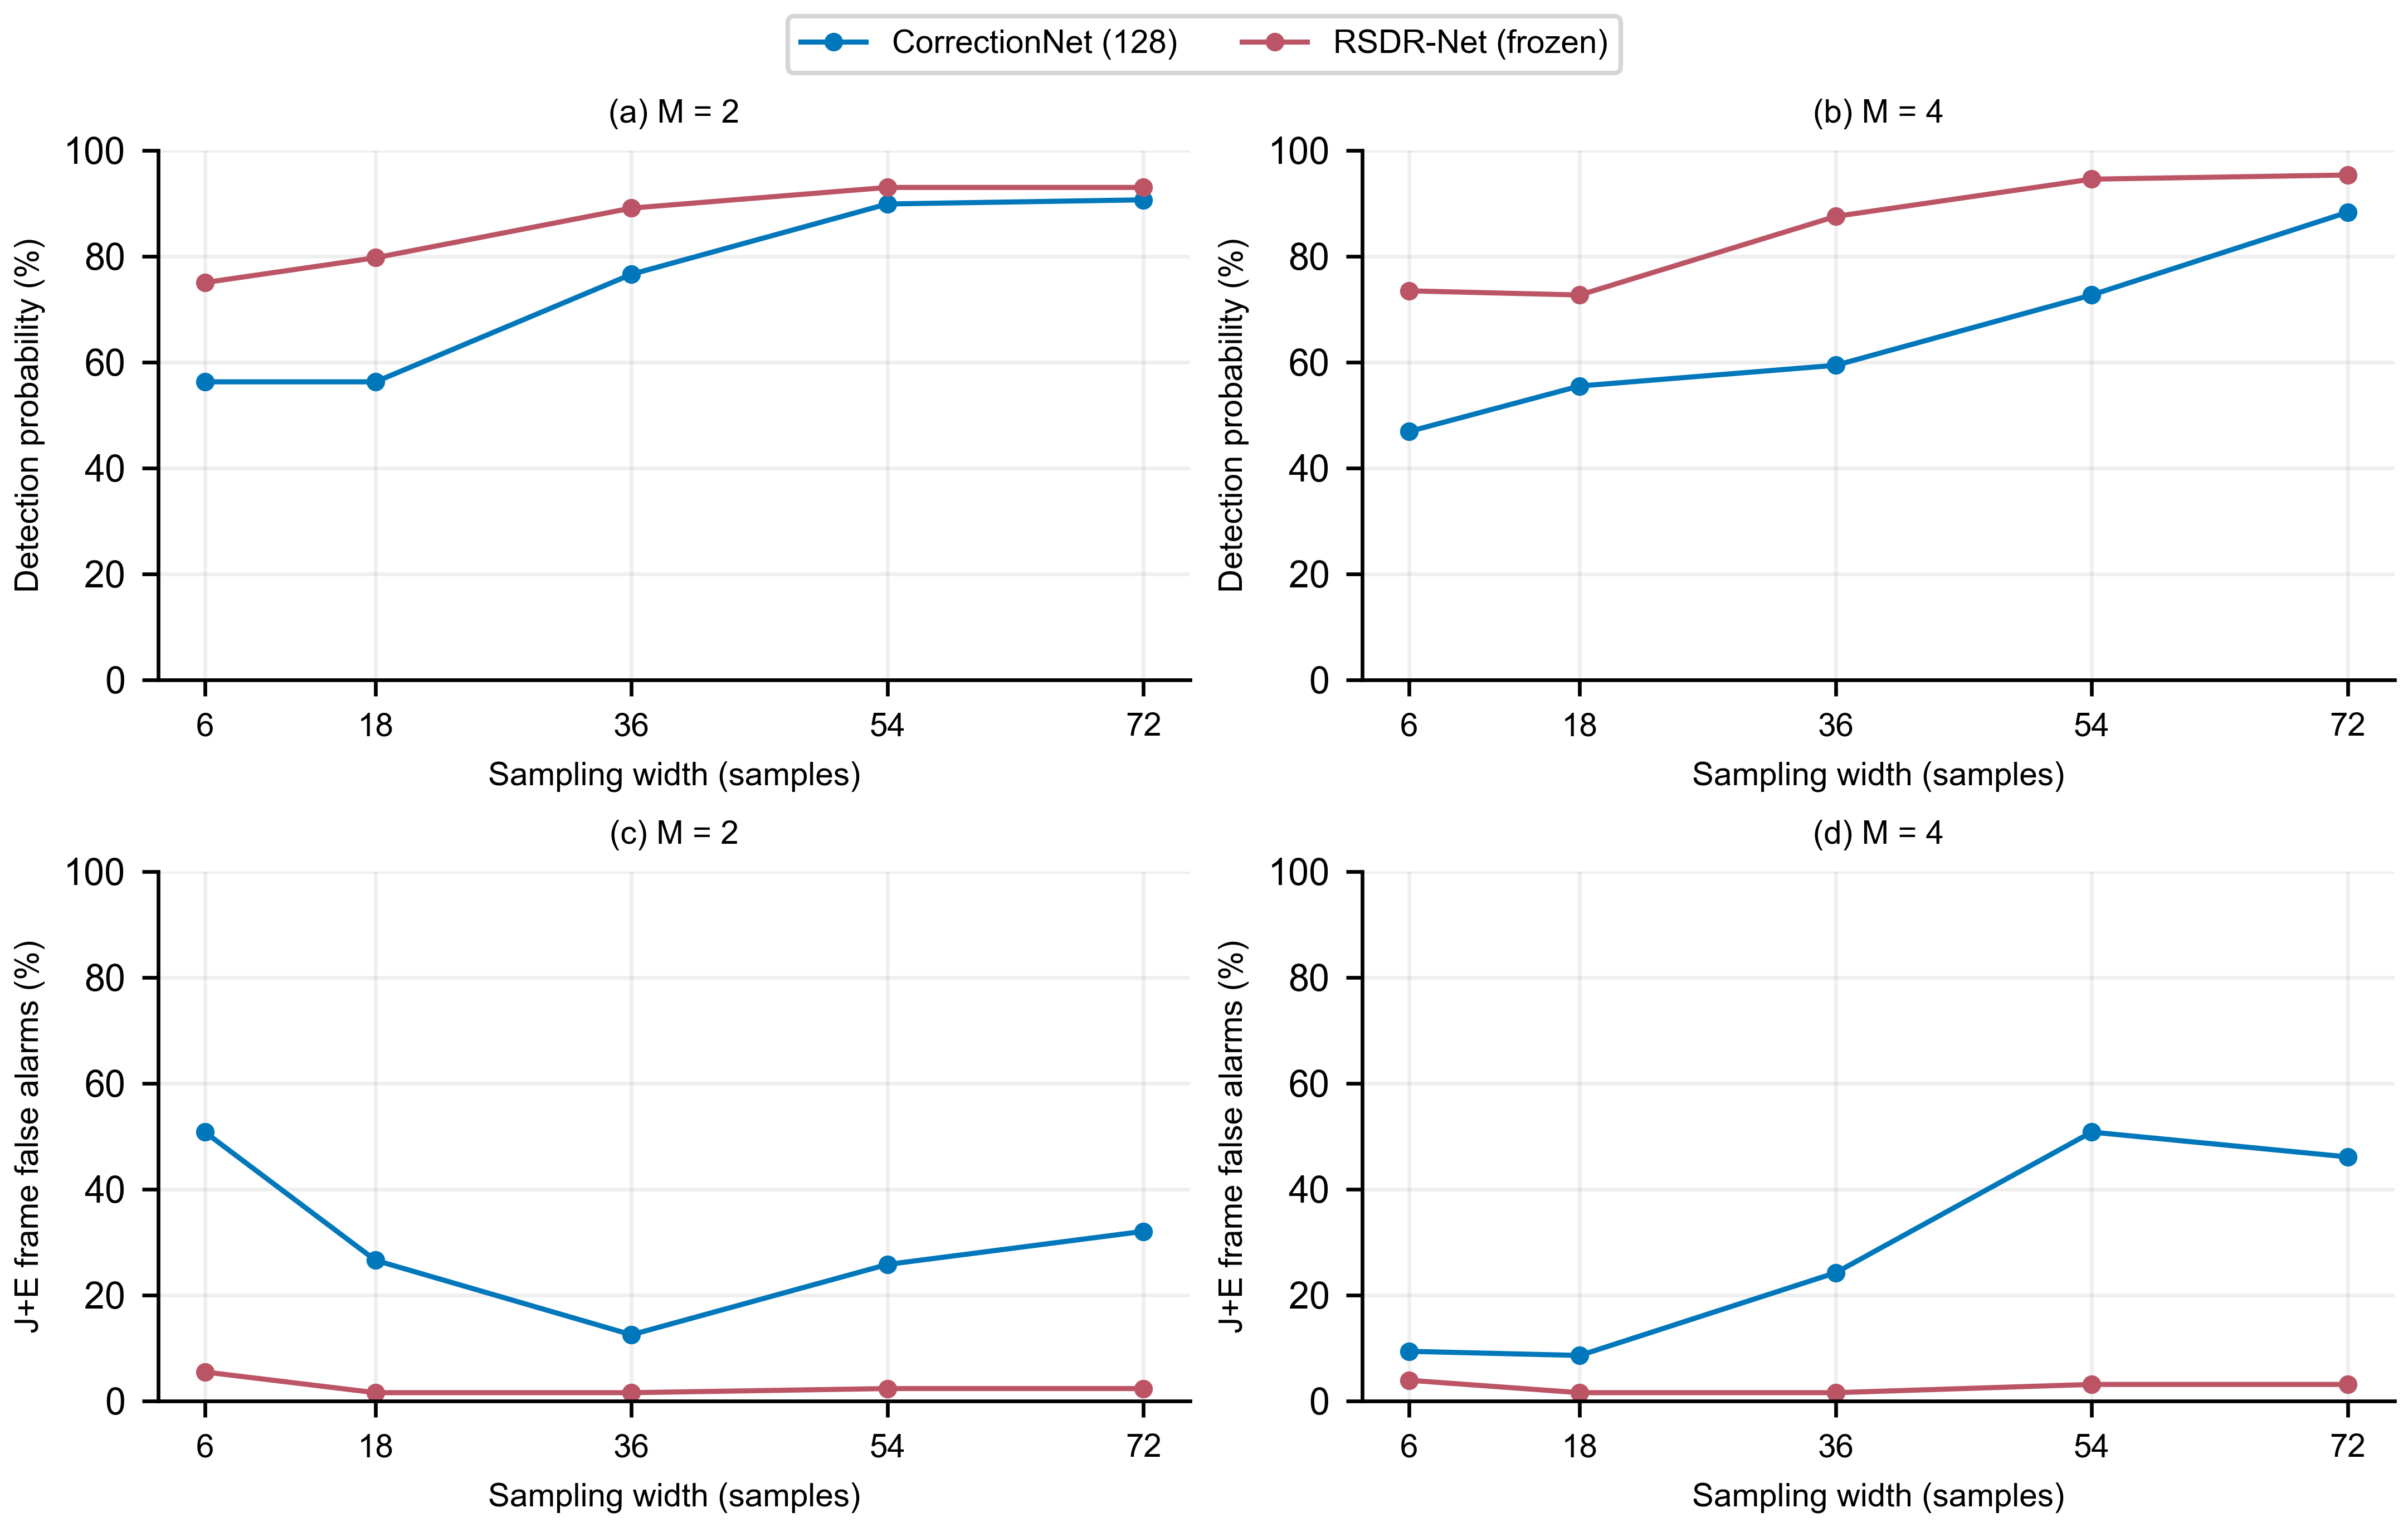 CorrectionNet (128) RSDR-Net (frozen)
(a) M = 2
Detection probability (%)
100
80
60
40
20
0
6 18 36 54 72
Sampling width (samples)
(b) M = 4
Detection probability (%)
100
80
60
40
20
0
6 18 36 54 72
Sampling width (samples)
(c) M = 2
J+E frame false alarms (%)
100
80
60
40
20
0
6 18 36 54 72
Sampling width (samples)
(d) M = 4
J+E frame false alarms (%)
100
80
60
40
20
0
6 18 36 54 72
Sampling width (samples)